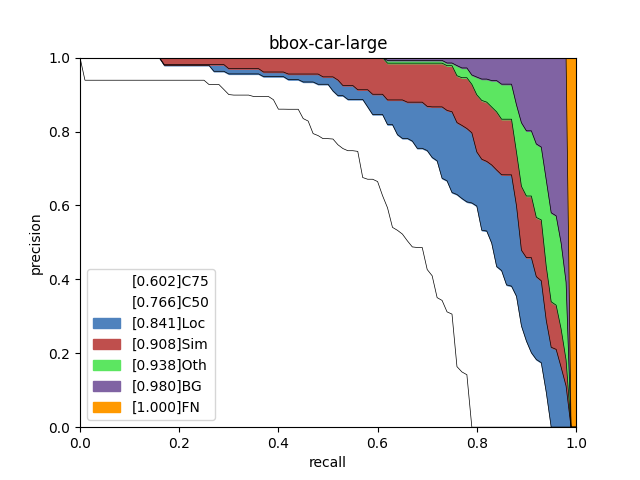 bbox-car-large
1.0
0.8
0.6
0.4
0.2
0.0
precision
[0.602]C75
[0.766]C50
[0.841]Loc
[0.908]Sim
[0.938]Oth
[0.980]BG
[1.000]FN
0.0 0.2 0.4 0.6 0.8 1.0
recall